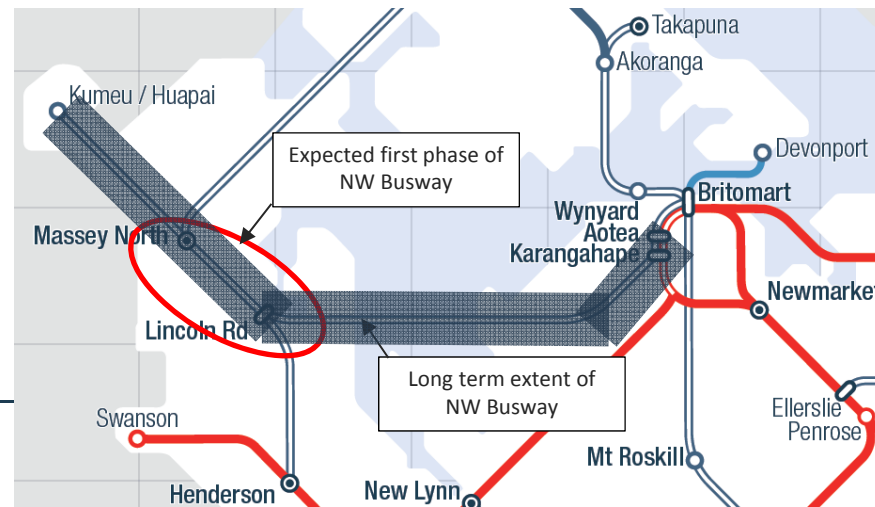 Takapuna
Akoranga
Kumeu / Huapai
Expected first phase of
NW Busway
Devonport
Britomart
Wynyard
Aotea
Karangahape
Massey North
Newmarket
Lincoln Rd
Long term extent of
NW Busway
Swanson
Ellerslie
Penrose
Mt Roskill
Henderson
New Lynn